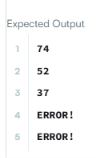 Expected Output
1 74
2 52
3 37
4 ERROR!
5 ERROR!